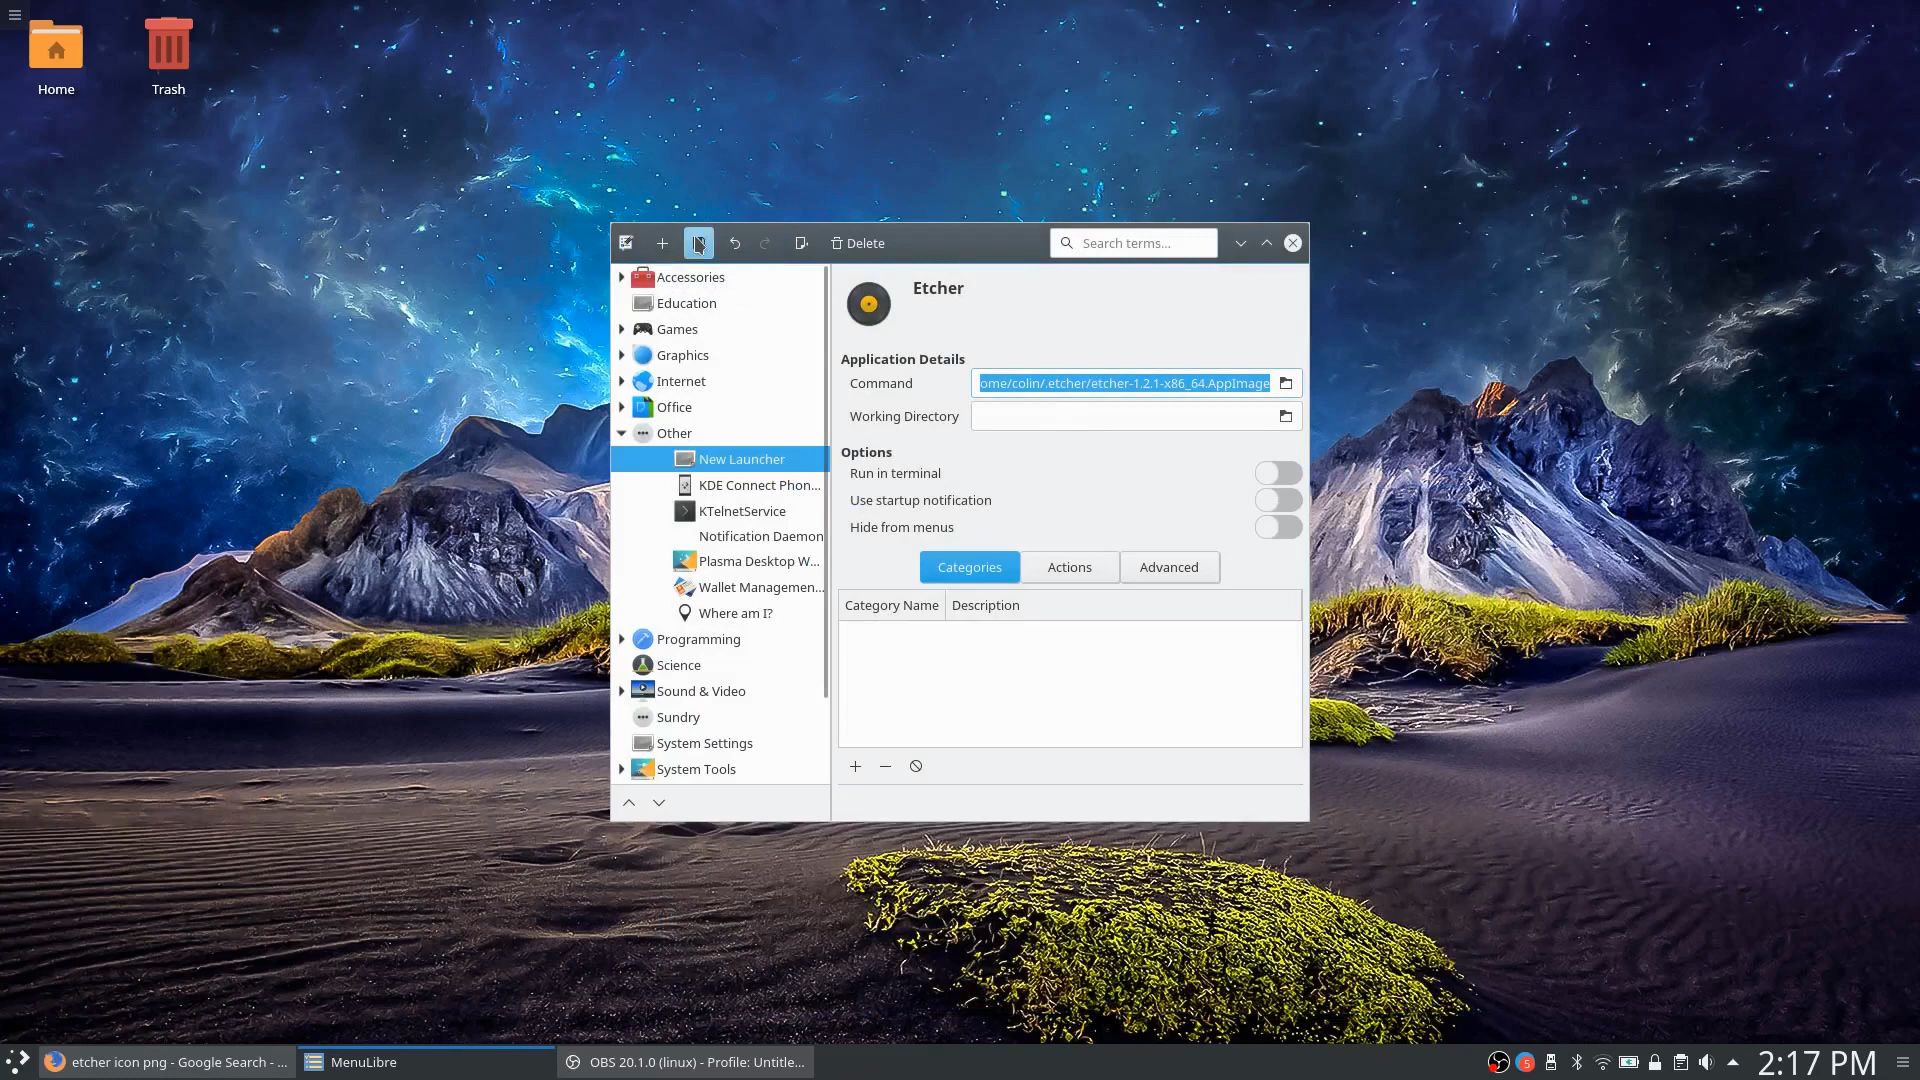 Home
Trash
Delete
Search terms...
Accessories
Education
Games
Graphics
Internet
Office
Other
New Launcher
KDE Connect Phon...
KTelnetService
Notification Daemon
Plasma Desktop W...
Wallet Managemen...
Where am I?
Programming
Science
Sound & Video
Sundry
System Settings
System Tools
Etcher
Application Details
Command
ome/colin/.etcher/etcher-1.2.1-x86_64.AppImage
Working Directory
Options
Run in terminal
Use startup notification
Hide from menus
Categories
Actions
Advanced
Category Name
Description
etcher icon png - Google Search - ...
MenuLibre
OBS 20.1.0 (linux) - Profile: Untitle...
5
2:17 PM